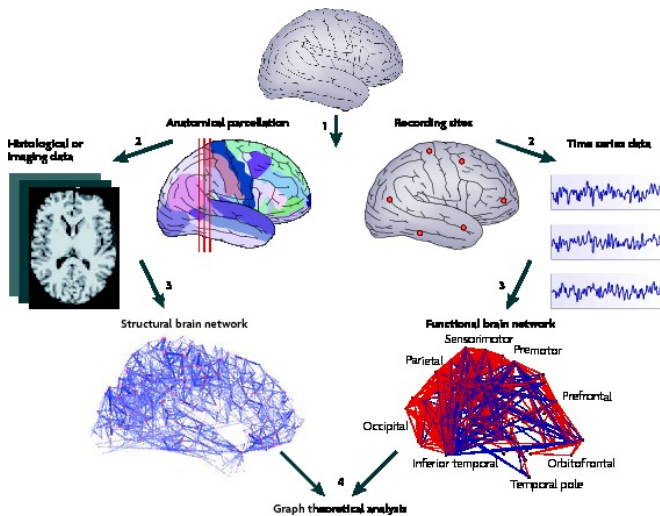 Anatomical parcellation
1
Recording sites
Histological or
imaging data
2
2
Time series data
3
3
Structural brain network
Functional brain network
Sensorimotor
Parietal
Premotor
Prefrontal
Occipital
Inferior temporal
Orbitofrontal
Temporal pole
4
Graph theoretical analysis